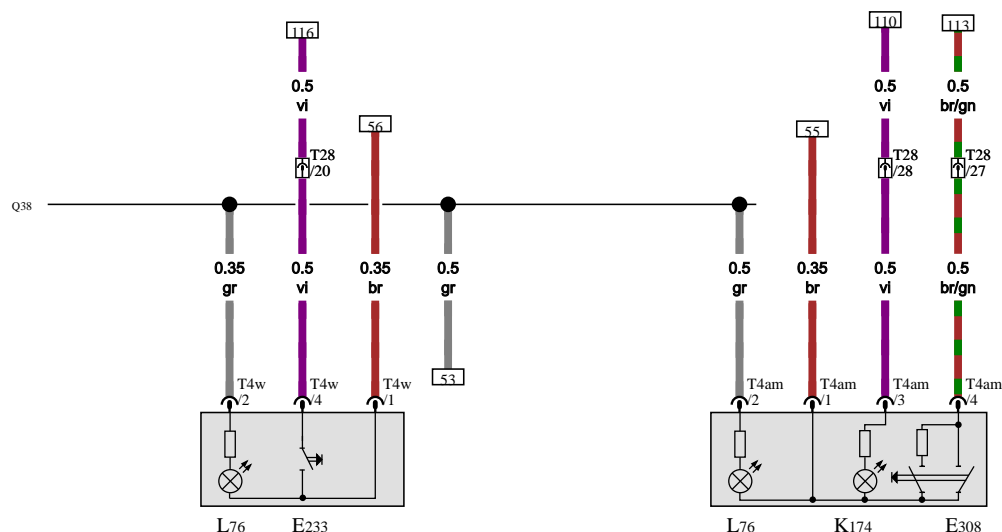 116
110
113
0.5
vi
0.5
vi
0.5
br/gn
56
55
T28
/20
T28
/28
T28
/27
Q38
0.35
gr
0.5
vi
0.35
br
0.5
gr
0.5
gr
0.35
br
0.5
vi
0.5
br/gn
53
T4w
/2
T4w
/4
T4w
/1
T4am
/2
T4am
/1
T4am
/3
T4am
/4
L76
E233
L76
K174
E308